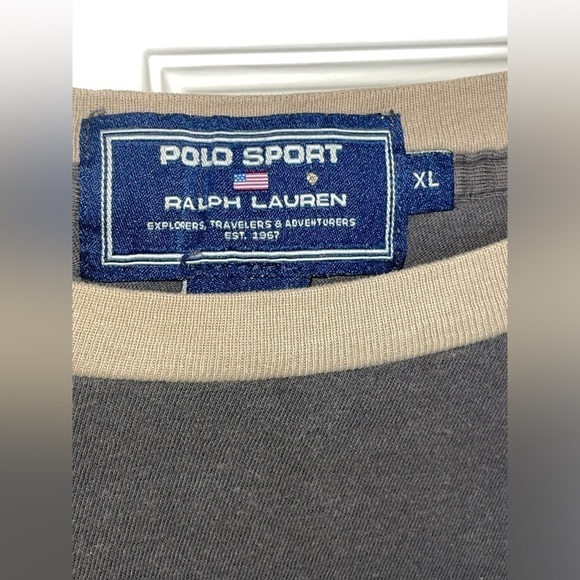 POLO SPORT
RALPH LAUREN
EXPLORERS, TRAVELERS & ADVENTURERS
EST. 1967
XL